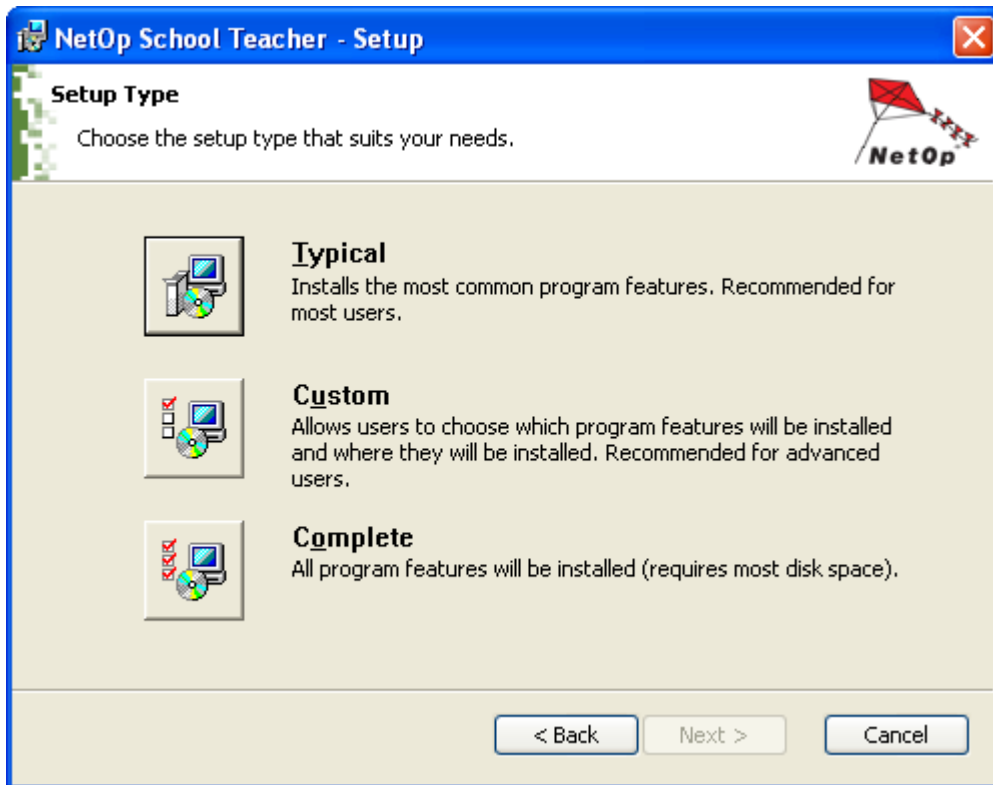 NetOp School Teacher - Setup
Setup Type
Choose the setup type that suits your needs.
NetOp
Typical
Installs the most common program features. Recommended for
most users.
Custom
Allows users to choose which program features will be installed
and where they will be installed. Recommended for advanced
users.
Complete
All program features will be installed (requires most disk space).
< Back
Next >
Cancel